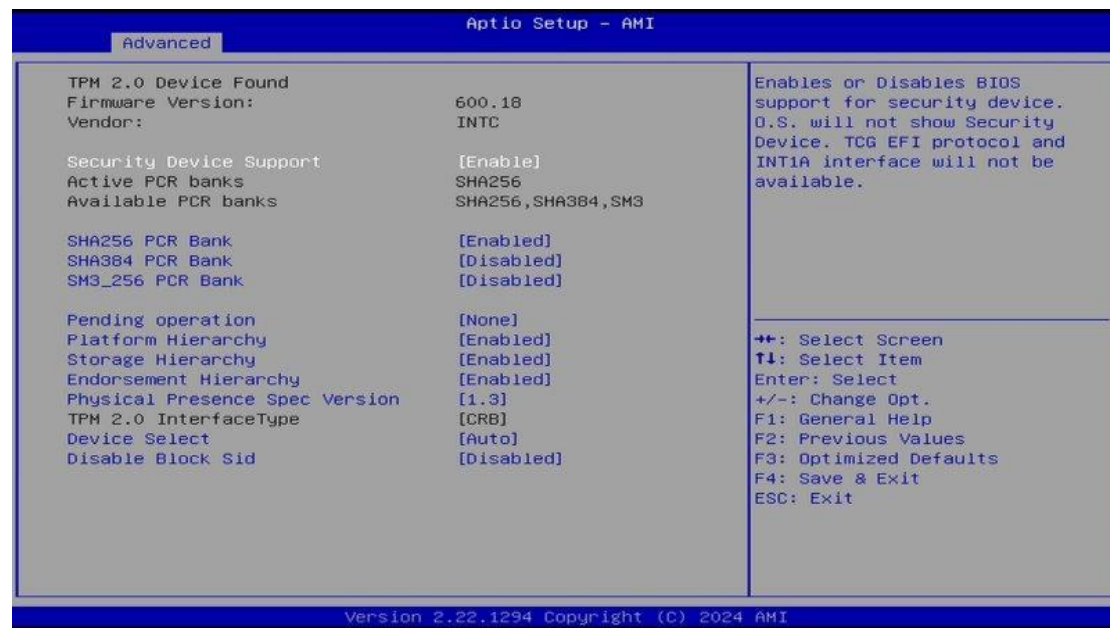 Aptio Setup - AMI
Advanced
TPM 2.0 Device Found
Firmware Version: 600.18
Vendor: INTC
Security Device Support [Enable]
Active PCR banks SHA256
Available PCR banks SHA256,SHA384,SM3
SHA256 PCR Bank [Enabled]
SHA384 PCR Bank [Disabled]
SM3_256 PCR Bank [Disabled]
Pending operation [None]
Platform Hierarchy [Enabled]
Storage Hierarchy [Enabled]
Endorsement Hierarchy [Enabled]
Physical Presence Spec Version [1.3]
TPM 2.0 InterfaceType [CRB]
Device Select [Auto]
Disable Block Sid [Disabled]
Enables or Disables BIOS
support for security device.
O.S. will not show Security
Device. TCG EFI protocol and
INT1A interface will not be
available.
→←: Select Screen
↑↓: Select Item
Enter: Select
+/-: Change Opt.
F1: General Help
F2: Previous Values
F3: Optimized Defaults
F4: Save & Exit
ESC: Exit
Version 2.22.1294 Copyright (C) 2024 AMI